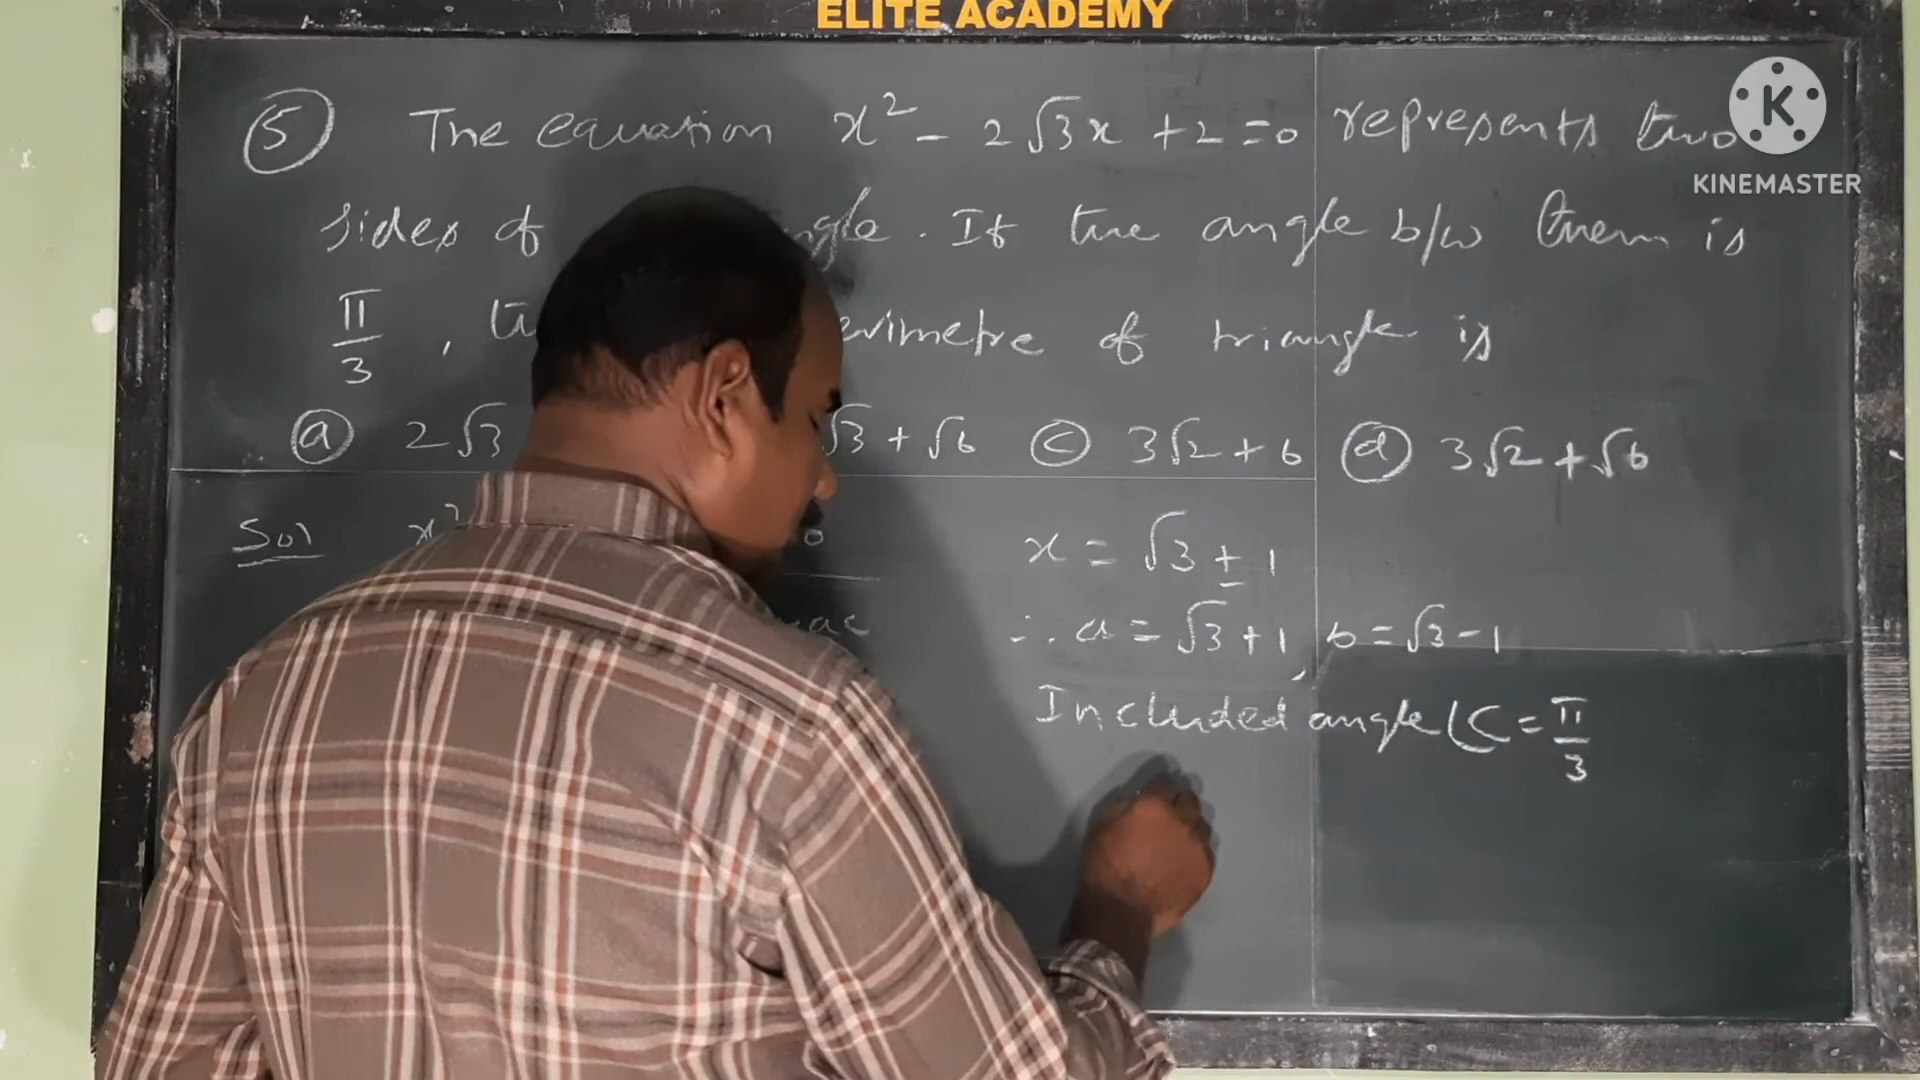 ELITE ACADEMY
K
KINEMASTER
5 The equation x² - 2√3x + 2 = 0 represents two
sides of ngle. If the angle b/w them is
π/3 , perimetre of triangle is
a 2√3 √3 + √6 c 3√2 + 6 d 3√2 + √6
Sol x² 0
x = √3 ± 1
∴ a = √3 + 1, b = √3 - 1
Included angle ∠C = π/3